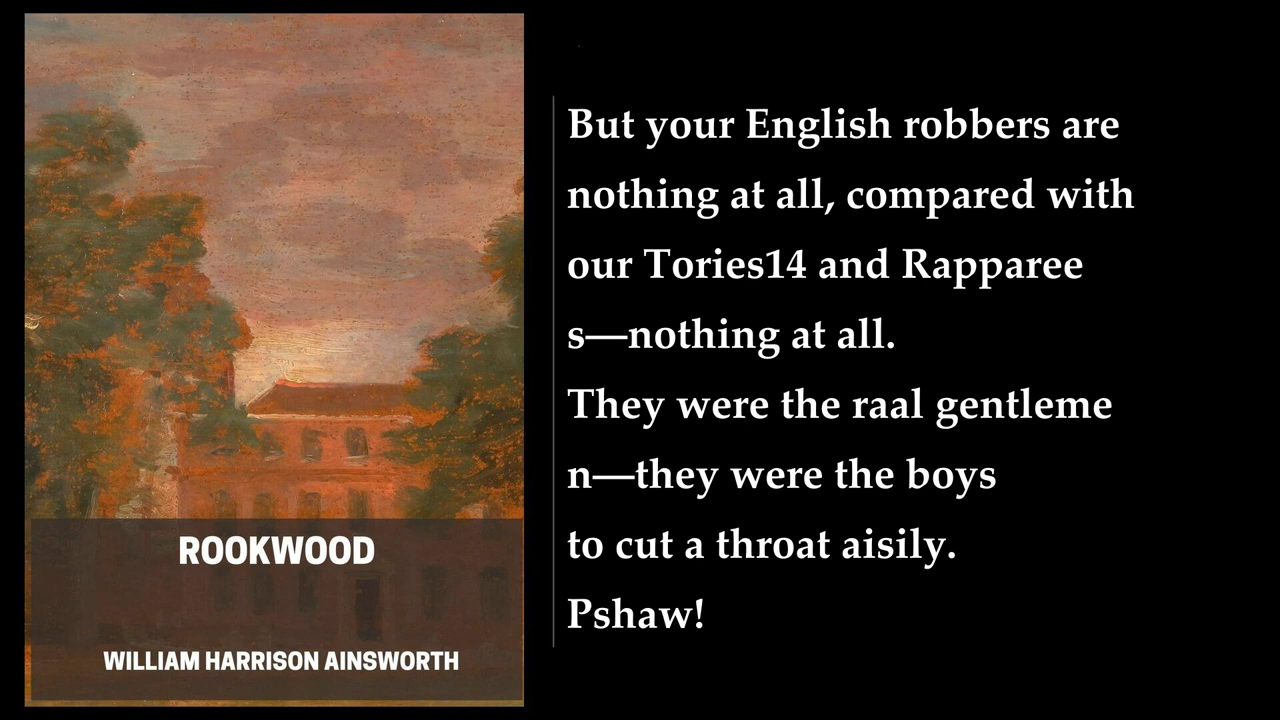 But your English robbers are
nothing at all, compared with
our Tories14 and Rapparee
s—nothing at all.
They were the raal gentleme
n—they were the boys
to cut a throat aisily.
Pshaw!
ROOKWOOD
WILLIAM HARRISON AINSWORTH